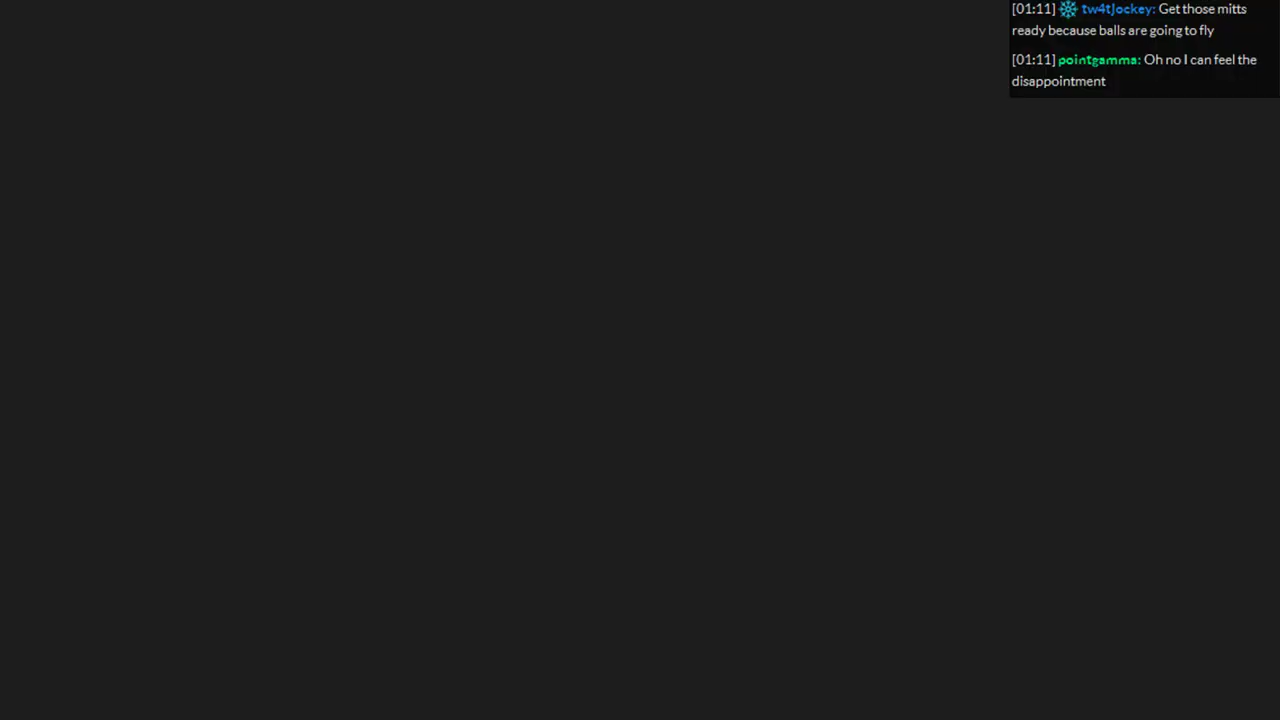 [01:11] tw4tJockey: Get those mitts
ready because balls are going to fly
[01:11] pointgamma: Oh no I can feel the
disappointment